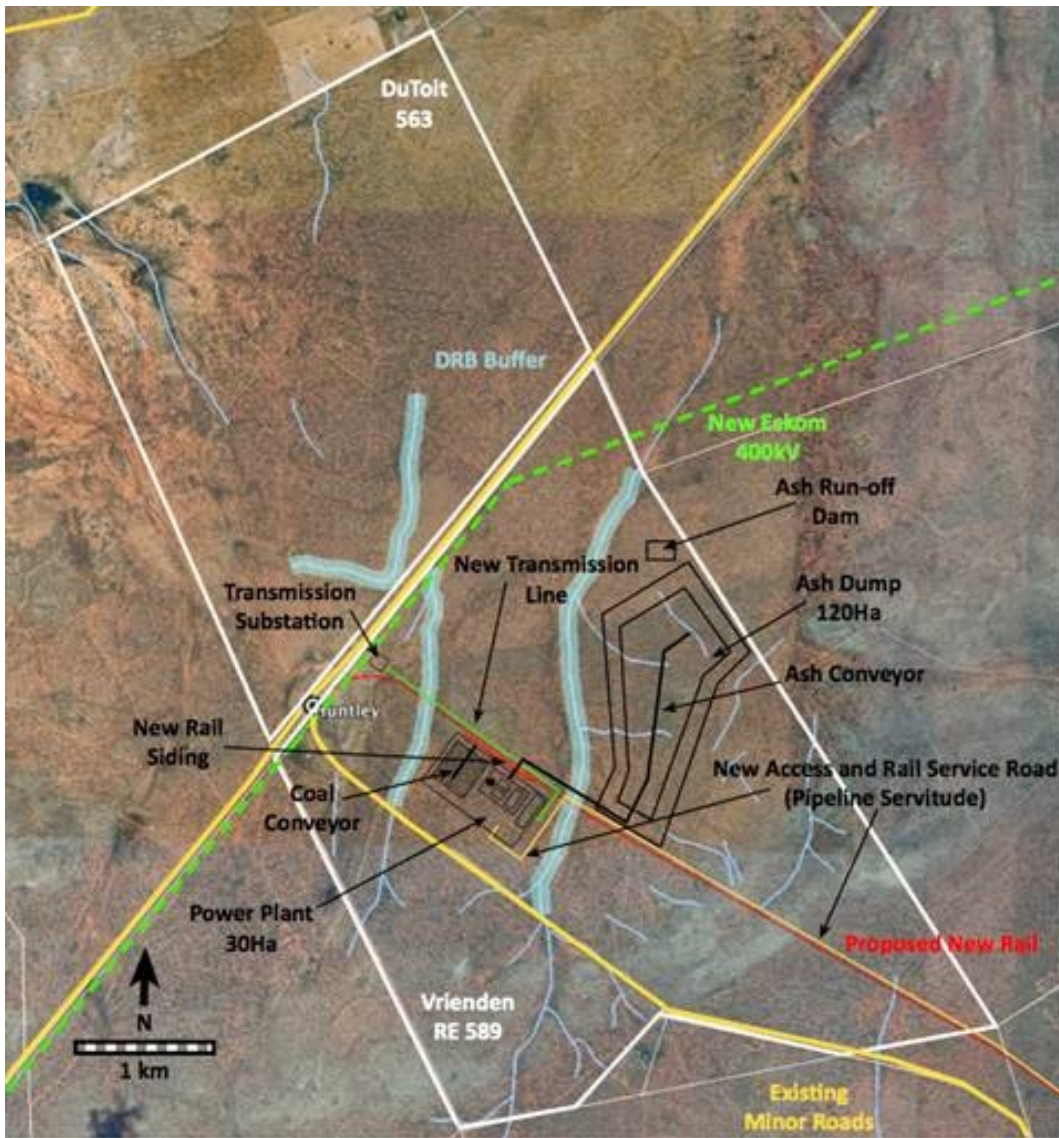 DuToit
563
DRB Buffer
New Eskom
400kV
Ash Run-off
Dam
New Transmission
Line
Ash Dump
120Ha
Transmission
Substation
Ash Conveyor
runtley
New Rail
Siding
New Access and Rail Service Road
(Pipeline Servitude)
Coal
Conveyor
Power Plant
30Ha
Proposed New Rail
Vrienden
RE 589
N
1 km
Existing
Minor Roads